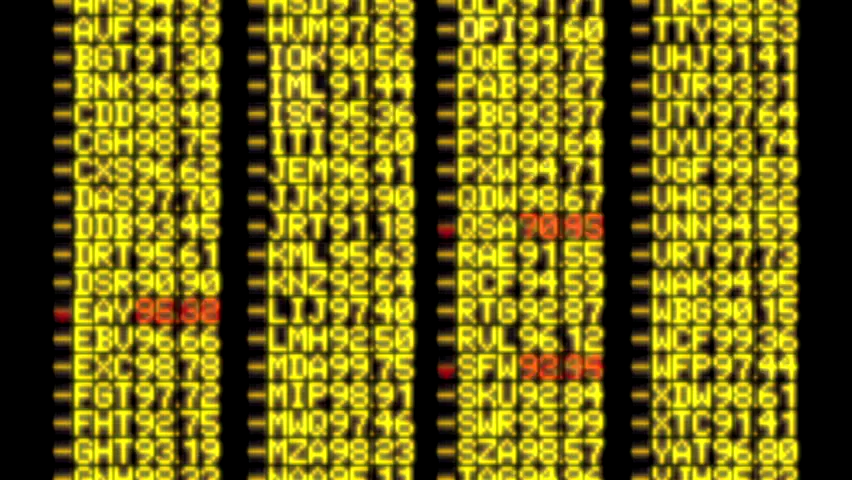 AVF94.69
BGT91.30
BNK96.94
CDD98.48
CGH98.75
CXS96.62
DAS97.70
DDB93.45
DRT95.61
DSR90.90
EAY
EBV96.66
EXC98.78
FGT97.72
FHT92.75
GHT93.19
HVM97.63
IOK90.56
IML91.44
ISC95.36
ITI92.60
JEM96.41
JJK99.90
JRT91.18
KML95.63
KNZ92.64
LIJ97.40
LMH92.50
MDA99.75
MIP98.91
MWQ97.46
MZA98.23
OPI91.60
OQE99.72
PAB93.27
PBG93.37
PSD99.64
PXW94.71
QDW98.67
QSA70.95
RAE91.55
RCF94.59
RTG92.87
RVL96.12
SFW
SKU92.84
SWR92.99
SZA98.57
TTY99.53
UHJ91.41
UJR93.31
UTY97.64
UYU93.74
VGF99.59
VHG93.22
VNN94.59
VRT97.73
WAK94.95
WBG90.15
WCF99.36
WFP97.44
XDW98.61
XTC91.41
YAT96.80